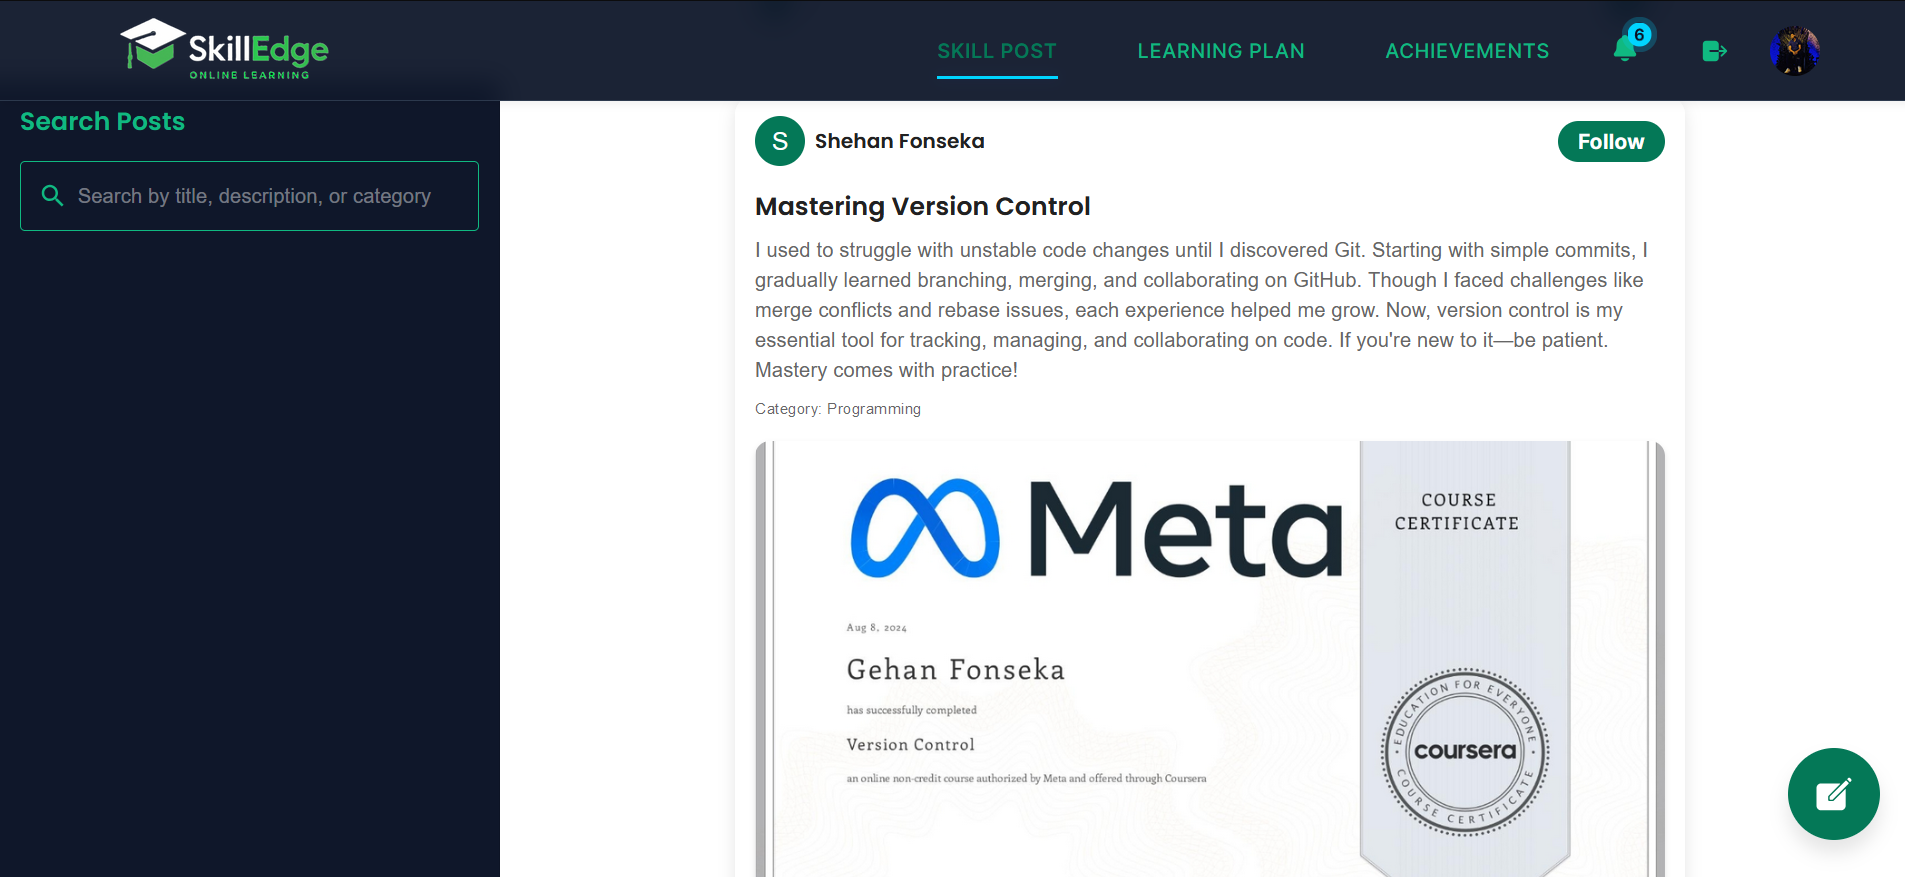 SkillEdge
ONLINE LEARNING
SKILL POST
LEARNING PLAN
ACHIEVEMENTS
6
Search Posts
Search by title, description, or category
S
Shehan Fonseka
Follow
Mastering Version Control
I used to struggle with unstable code changes until I discovered Git. Starting with simple commits, I
gradually learned branching, merging, and collaborating on GitHub. Though I faced challenges like
merge conflicts and rebase issues, each experience helped me grow. Now, version control is my
essential tool for tracking, managing, and collaborating on code. If you're new to it—be patient.
Mastery comes with practice!
Category: Programming
Meta
COURSE
CERTIFICATE
Aug 8, 2024
Gehan Fonseka
has successfully completed
Version Control
an online non-credit course authorized by Meta and offered through Coursera
EDUCATION FOR EVERYONE
coursera
COURSE CERTIFICATE